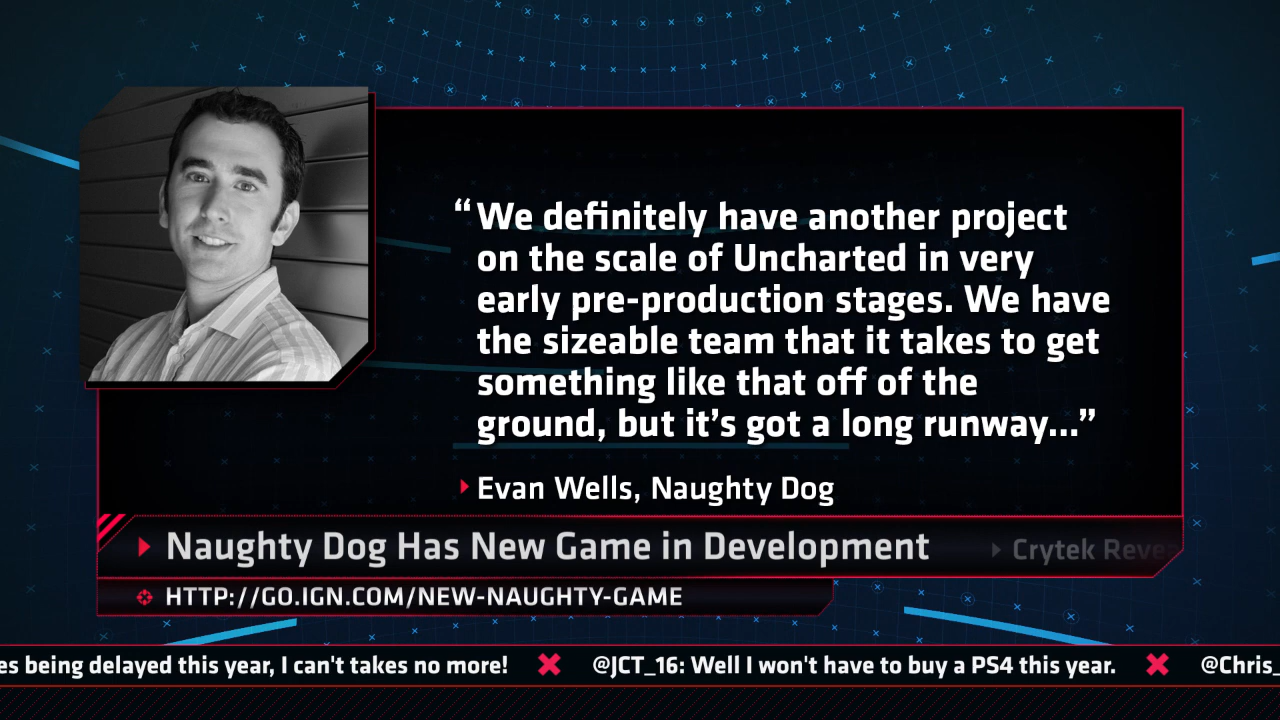 “We definitely have another project
on the scale of Uncharted in very
early pre-production stages. We have
the sizeable team that it takes to get
something like that off of the
ground, but it’s got a long runway...”
Evan Wells, Naughty Dog
Naughty Dog Has New Game in Development Crytek
HTTP://GO.IGN.COM/NEW-NAUGHTY-GAME
es being delayed this year, I can't takes no more! @JCT_16: Well I won't have to buy a PS4 this year. @Chris_